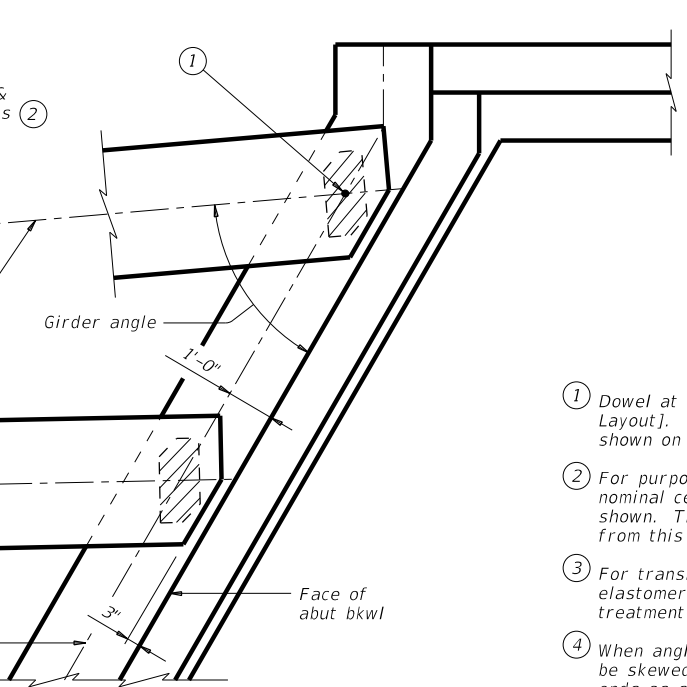 1
&
s 2
Girder angle
1'-0"
3"
Face of
abut bkwl
1 Dowel at
Layout].
shown on
2 For purpo
nominal ce
shown. T
from this
3 For trans
elastomer
treatment
4 When angl
be skewed